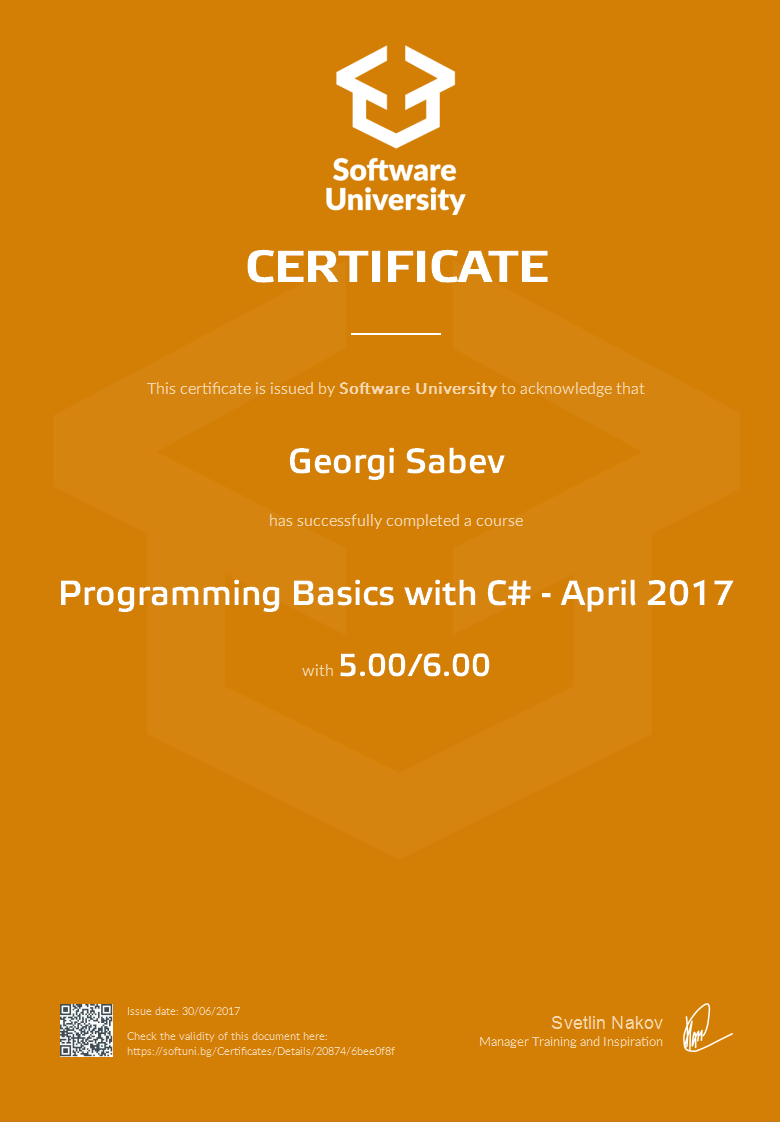 Software
University
CERTIFICATE
This certificate is issued by Software University to acknowledge that
Georgi Sabev
has successfully completed a course
Programming Basics with C# - April 2017
with 5.00/6.00
Issue date: 30/06/2017
Check the validity of this document here:
https://softuni.bg/Certificates/Details/20874/6bee0f8f
Svetlin Nakov
Manager Training and Inspiration